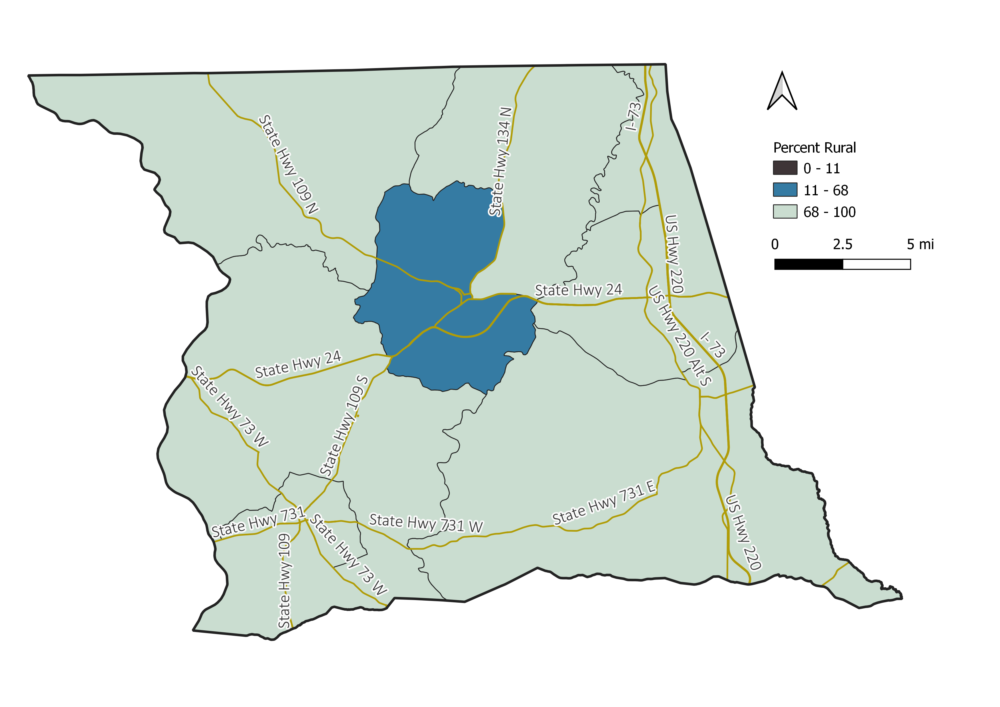 I- 73
State Hwy 134 N
State Hwy 109 N
Percent Rural
0 - 11
11 - 68
68 - 100
0 2.5 5 mi
US Hwy 220
State Hwy 24
US Hwy 220 Alt S
I- 73
State Hwy 24
State Hwy 73 W
State Hwy 109 S
State Hwy 731 E
State Hwy 731
State Hwy 731 W
State Hwy 73 W
US Hwy 220
State Hwy 109